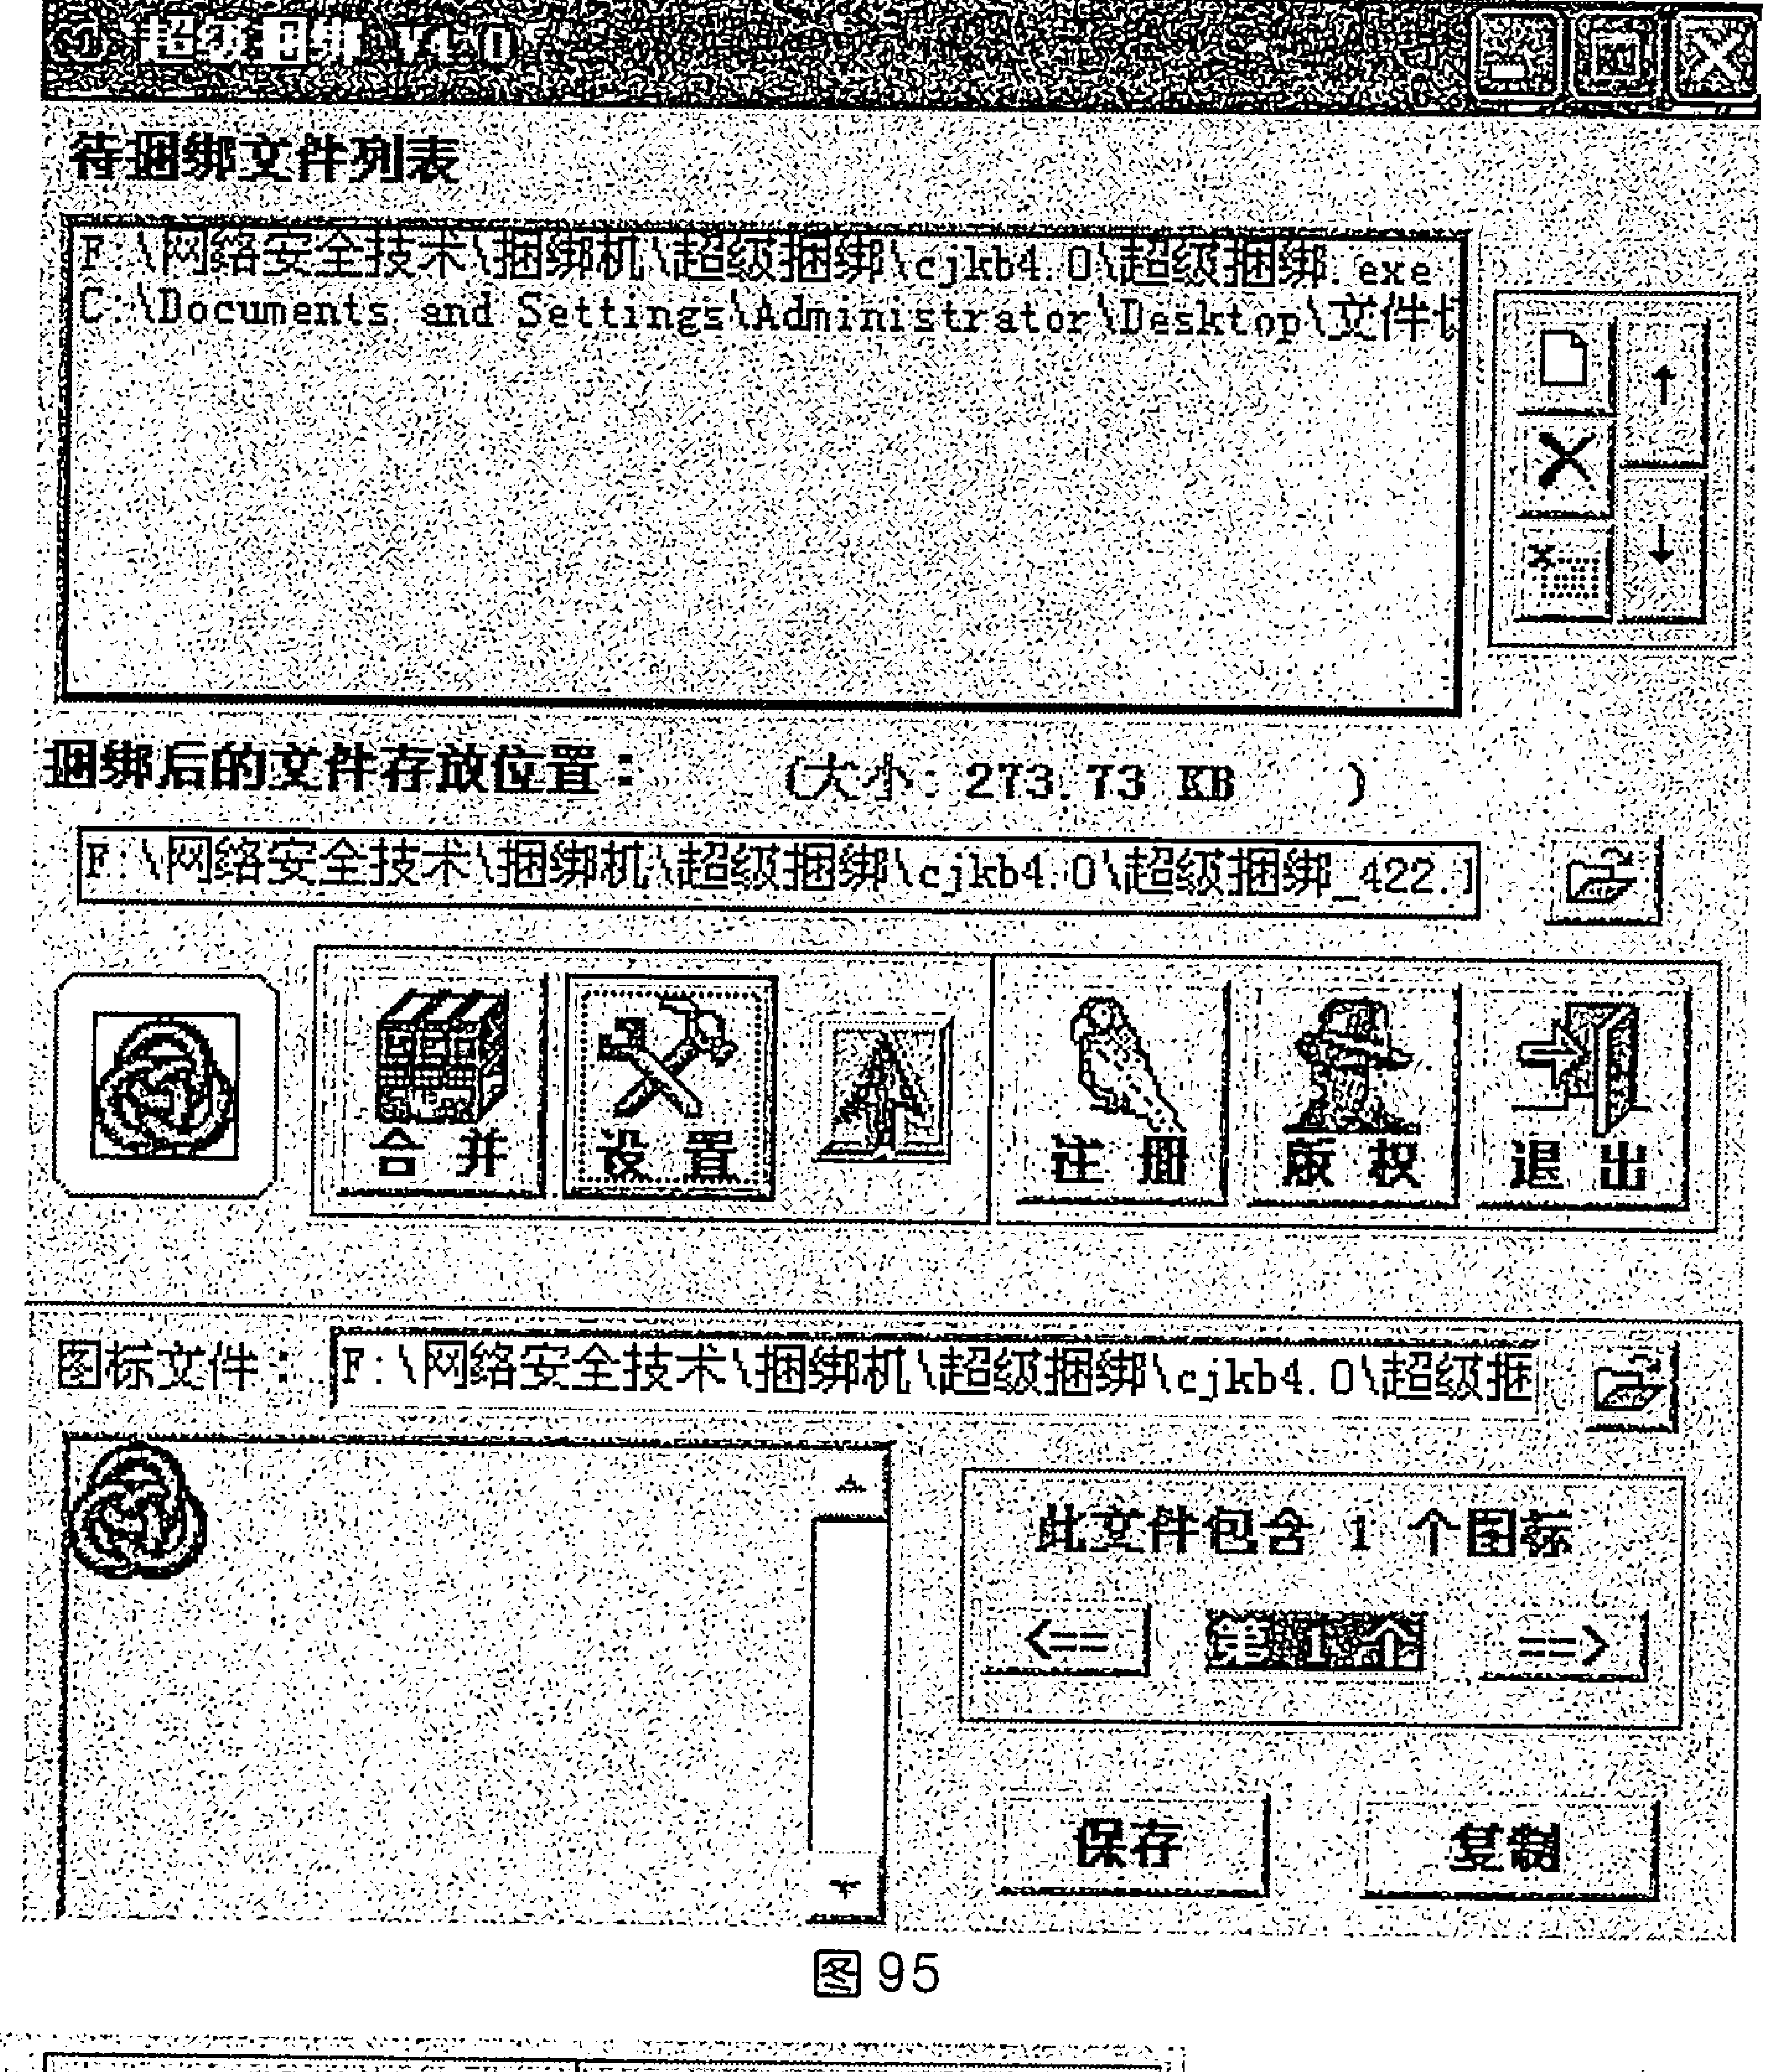 超级捆绑 V4.0
待捆绑文件列表
F:\网络安全技术\捆绑机\超级捆绑\cjkb4.0\超级捆绑.exe
C:\Documents and Settings\Administrator\Desktop\文件
捆绑后的文件存放位置： (大小: 273.73 KB )
F:\网络安全技术\捆绑机\超级捆绑\cjkb4.0\超级捆绑_422.
合并 设置 注册 版权 退出
图标文件： F:\网络安全技术\捆绑机\超级捆绑\cjkb4.0\超级捆
此文件包含 1 个图标
<== 第 1 个 ==>
保存 复制
图95